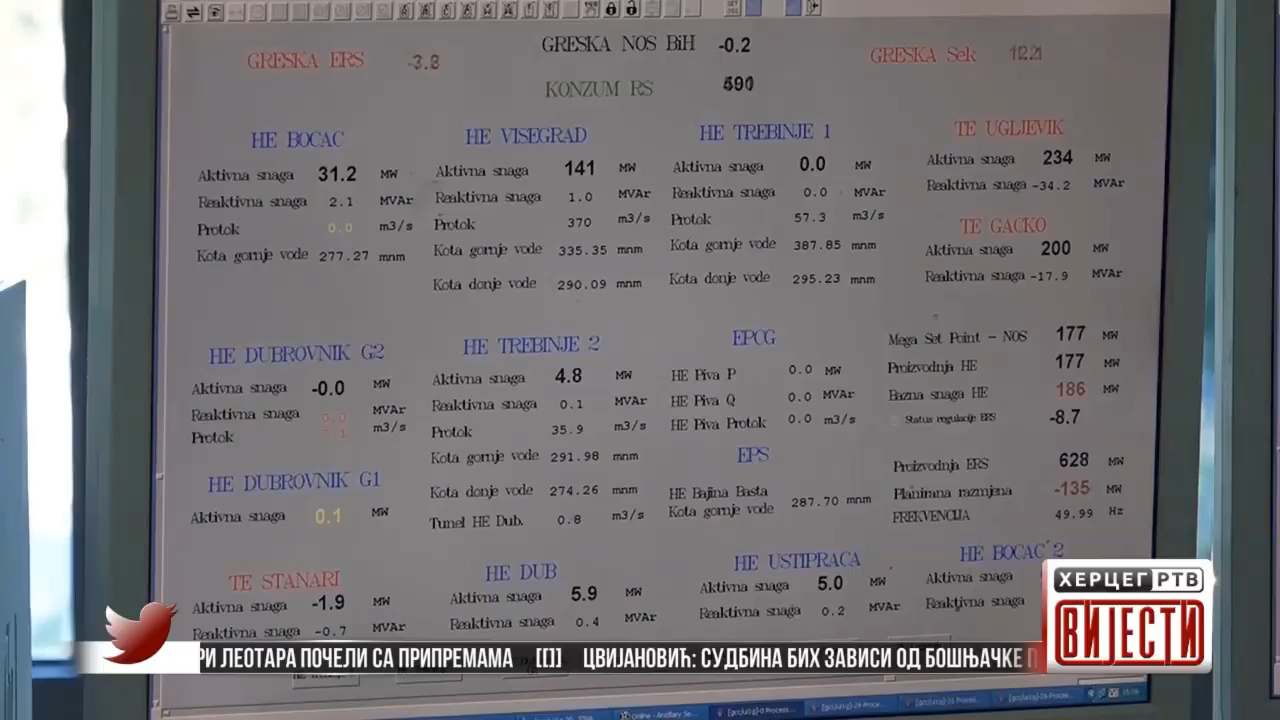 GRESKA ERS -3.8
GRESKA NOS BiH -0.2
GRESKA Sek
KONZUM RS
HE BOCAC
Aktivna snaga 31.2 MW
Reaktivna snaga 2.1 MVAr
Protok 0.0 m3/s
Kota gornje vode 277.27 mnm
HE VISEGRAD
Aktivna snaga 141 MW
Reaktivna snaga 1.0 MVAr
Protok 370 m3/s
Kota gornje vode 335.35 mnm
Kota donje vode 290.09 mnm
HE TREBINJE 1
Aktivna snaga 0.0 MW
Reaktivna snaga 0.0 MVAr
Protok 57.3 m3/s
Kota gornje vode 387.85 mnm
Kota donje vode 295.23 mnm
TE UGLJEVIK
Aktivna snaga 234 MW
Reaktivna snaga -34.2 MVAr
TE GACKO
Aktivna snaga 200 MW
Reaktivna snaga -17.9 MVAr
HE DUBROVNIK G2
Aktivna snaga -0.0 MW
Reaktivna snaga 0.0 MVAr
Protok m3/s
HE DUBROVNIK G1
Aktivna snaga 0.1 MW
HE TREBINJE 2
Aktivna snaga 4.8 MW
Reaktivna snaga 0.1 MVAr
Protok 35.9 m3/s
Kota gornje vode 291.98 mnm
Kota donje vode 274.26 mnm
Tunel HE Dub. 0.8 m3/s
EPCG
HE Piva P 0.0 MW
HE Piva Q 0.0 MVAr
HE Piva Protok 0.0 m3/s
EPS
HE Bajina Basta
Kota gornje vode 287.70 mnm
Mega Set Point - NOS 177 MW
Proizvodnja HE 177 MW
Bazna snaga HE 186 MW
Status regulacije ERS -8.7
Proizvodnja ERS 628 MW
Planirana razmjena -135 MW
FREKVENCIJA 49.99 Hz
TE STANARI
Aktivna snaga -1.9 MW
Reaktivna snaga -0.7 MVAr
HE DUB
Aktivna snaga 5.9 MW
Reaktivna snaga 0.4 MVAr
HE USTIPRACA
Aktivna snaga 5.0 MW
Reaktivna snaga 0.2 MVAr
HE BOCAC 2
Aktivna snaga
Reaktivna snaga
ХЕРЦЕГ РТВ
ВИЈЕСТИ
РИ ЛЕОТАРА ПОЧЕЛИ СА ПРИПРЕМАМА [[]] ЦВИЈАНОВИЋ: СУДБИНА БИХ ЗАВИСИ ОД БОШЊАЧКЕ П